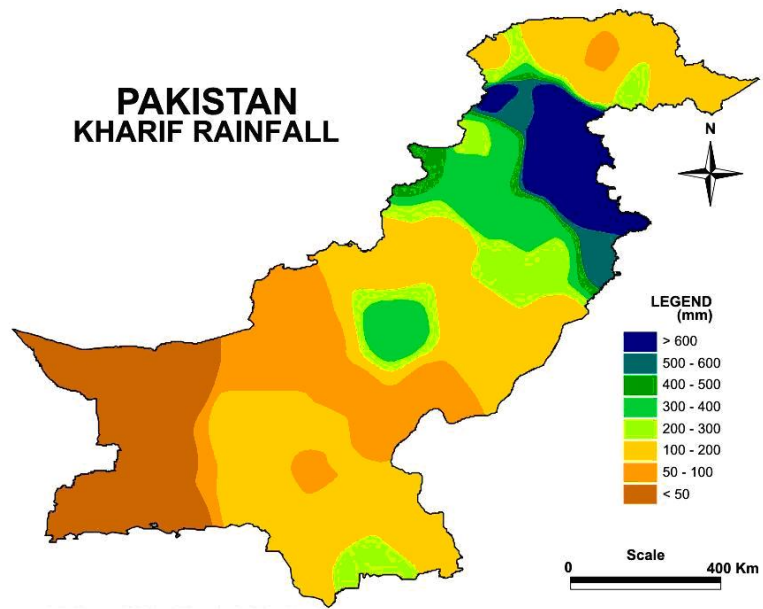 PAKISTAN
KHARIF RAINFALL
N
LEGEND
(mm)
> 600
500 - 600
400 - 500
300 - 400
200 - 300
100 - 200
50 - 100
< 50
Scale
0 400 Km